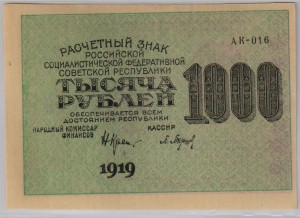 АК-016
РАСЧЕТНЫЙ ЗНАК
РОССИЙСКОЙ
СОЦИАЛИСТИЧЕСКОЙ ФЕДЕРАТИВНОЙ
СОВЕТСКОЙ РЕСПУБЛИКИ
ТЫСЯЧА
РУБЛЕЙ
1000
ОБЕСПЕЧИВАЕТСЯ ВСЕМ
ДОСТОЯНИЕМ РЕСПУБЛИКИ
НАРОДНЫЙ КОМИССАР
ФИНАНСОВ
КАССИР
1919